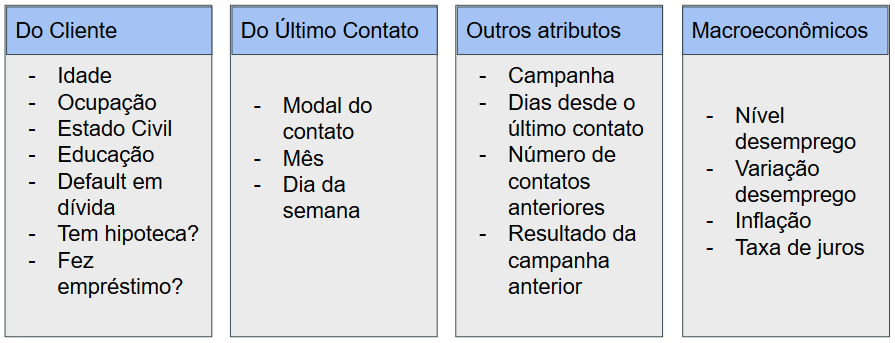 Do Cliente
- Idade
- Ocupação
- Estado Civil
- Educação
- Default em
dívida
- Tem hipoteca?
- Fez
empréstimo?
Do Último Contato
- Modal do
contato
- Mês
- Dia da
semana
Outros atributos
- Campanha
- Dias desde o
último contato
- Número de
contatos
anteriores
- Resultado da
campanha
anterior
Macroeconômicos
- Nível
desemprego
- Variação
desemprego
- Inflação
- Taxa de juros